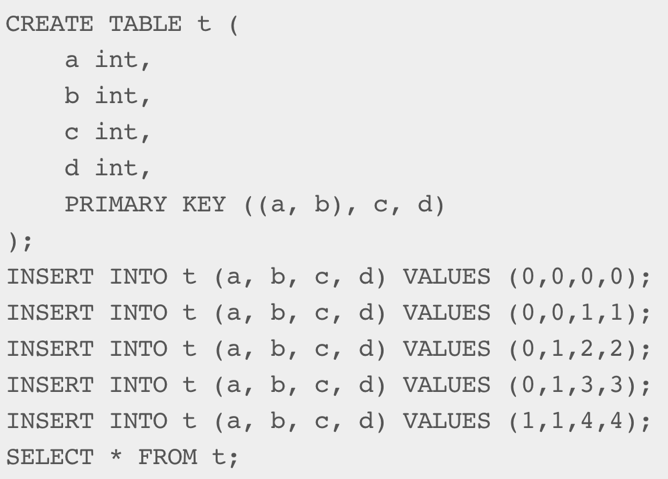 CREATE TABLE t (
    a int,
    b int,
    c int,
    d int,
    PRIMARY KEY ((a, b), c, d)
);
INSERT INTO t (a, b, c, d) VALUES (0,0,0,0);
INSERT INTO t (a, b, c, d) VALUES (0,0,1,1);
INSERT INTO t (a, b, c, d) VALUES (0,1,2,2);
INSERT INTO t (a, b, c, d) VALUES (0,1,3,3);
INSERT INTO t (a, b, c, d) VALUES (1,1,4,4);
SELECT * FROM t;